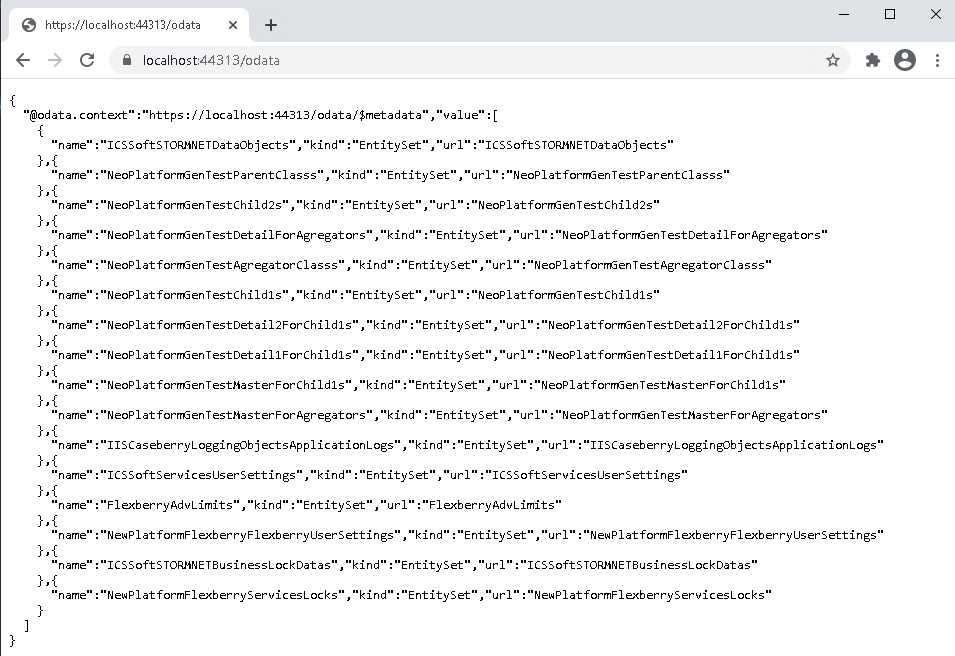 https://localhost:44313/odata
localhost:44313/odata
{
"@odata.context":"https://localhost:44313/odata/$metadata","value":[
{
"name":"ICSSoftSTORMNETDataObjects","kind":"EntitySet","url":"ICSSoftSTORMNETDataObjects"
},{
"name":"NeoPlatformGenTestParentClasss","kind":"EntitySet","url":"NeoPlatformGenTestParentClasss"
},{
"name":"NeoPlatformGenTestChild2s","kind":"EntitySet","url":"NeoPlatformGenTestChild2s"
},{
"name":"NeoPlatformGenTestDetailForAgregators","kind":"EntitySet","url":"NeoPlatformGenTestDetailForAgregators"
},{
"name":"NeoPlatformGenTestAgregatorClasss","kind":"EntitySet","url":"NeoPlatformGenTestAgregatorClasss"
},{
"name":"NeoPlatformGenTestChild1s","kind":"EntitySet","url":"NeoPlatformGenTestChild1s"
},{
"name":"NeoPlatformGenTestDetail2ForChild1s","kind":"EntitySet","url":"NeoPlatformGenTestDetail2ForChild1s"
},{
"name":"NeoPlatformGenTestDetail1ForChild1s","kind":"EntitySet","url":"NeoPlatformGenTestDetail1ForChild1s"
},{
"name":"NeoPlatformGenTestMasterForChild1s","kind":"EntitySet","url":"NeoPlatformGenTestMasterForChild1s"
},{
"name":"NeoPlatformGenTestMasterForAgregators","kind":"EntitySet","url":"NeoPlatformGenTestMasterForAgregators"
},{
"name":"IISCaseberryLoggingObjectsApplicationLogs","kind":"EntitySet","url":"IISCaseberryLoggingObjectsApplicationLogs"
},{
"name":"ICSSoftServicesUserSettings","kind":"EntitySet","url":"ICSSoftServicesUserSettings"
},{
"name":"FlexberryAdvLimits","kind":"EntitySet","url":"FlexberryAdvLimits"
},{
"name":"NewPlatformFlexberryFlexberryUserSettings","kind":"EntitySet","url":"NewPlatformFlexberryFlexberryUserSettings"
},{
"name":"ICSSoftSTORMNETBusinessLockDatas","kind":"EntitySet","url":"ICSSoftSTORMNETBusinessLockDatas"
},{
"name":"NewPlatformFlexberryServicesLocks","kind":"EntitySet","url":"NewPlatformFlexberryServicesLocks"
}
]
}